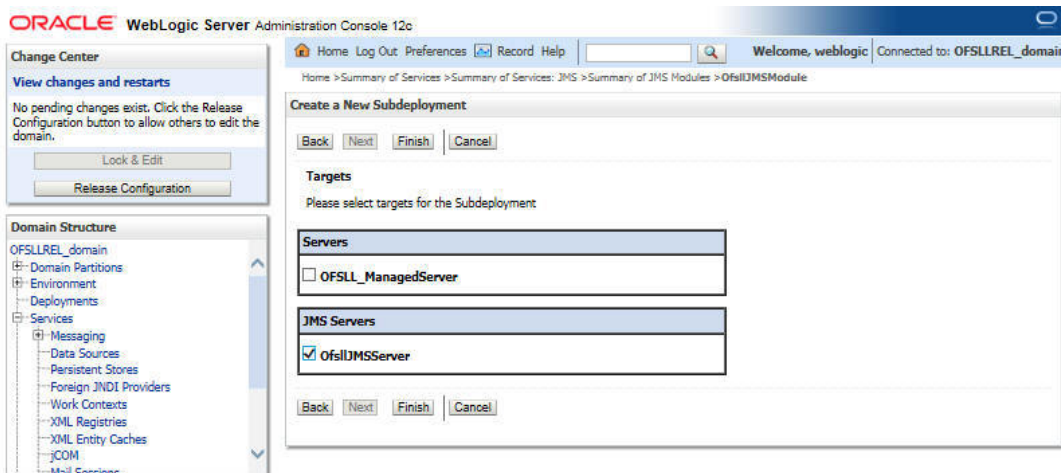 ORACLE WebLogic Server Administration Console 12c
Change Center
View changes and restarts
No pending changes exist. Click the Release
Configuration button to allow others to edit the
domain.
Lock & Edit
Release Configuration
Domain Structure
OFSLLREL_domain
Domain Partitions
Environment
Deployments
Services
Messaging
Data Sources
Persistent Stores
Foreign JNDI Providers
Work Contexts
XML Registries
XML Entity Caches
jCOM
Mail Sessions
Home Log Out Preferences Record Help
Welcome, weblogic Connected to: OFSLLREL_domain
Home >Summary of Services >Summary of Services: JMS >Summary of JMS Modules >OfsllJMSModule
Create a New Subdeployment
Back Next Finish Cancel
Targets
Please select targets for the Subdeployment
Servers
OFSLL_ManagedServer
JMS Servers
OfsllJMSServer
Back Next Finish Cancel